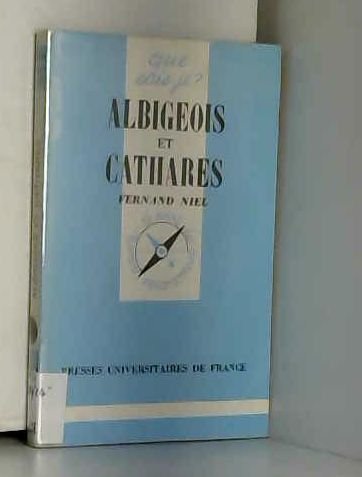 que
sais-je?
ALBIGEOIS
ET
CATHARES
FERNAND NIEL
PRESSES UNIVERSITAIRES DE FRANCE